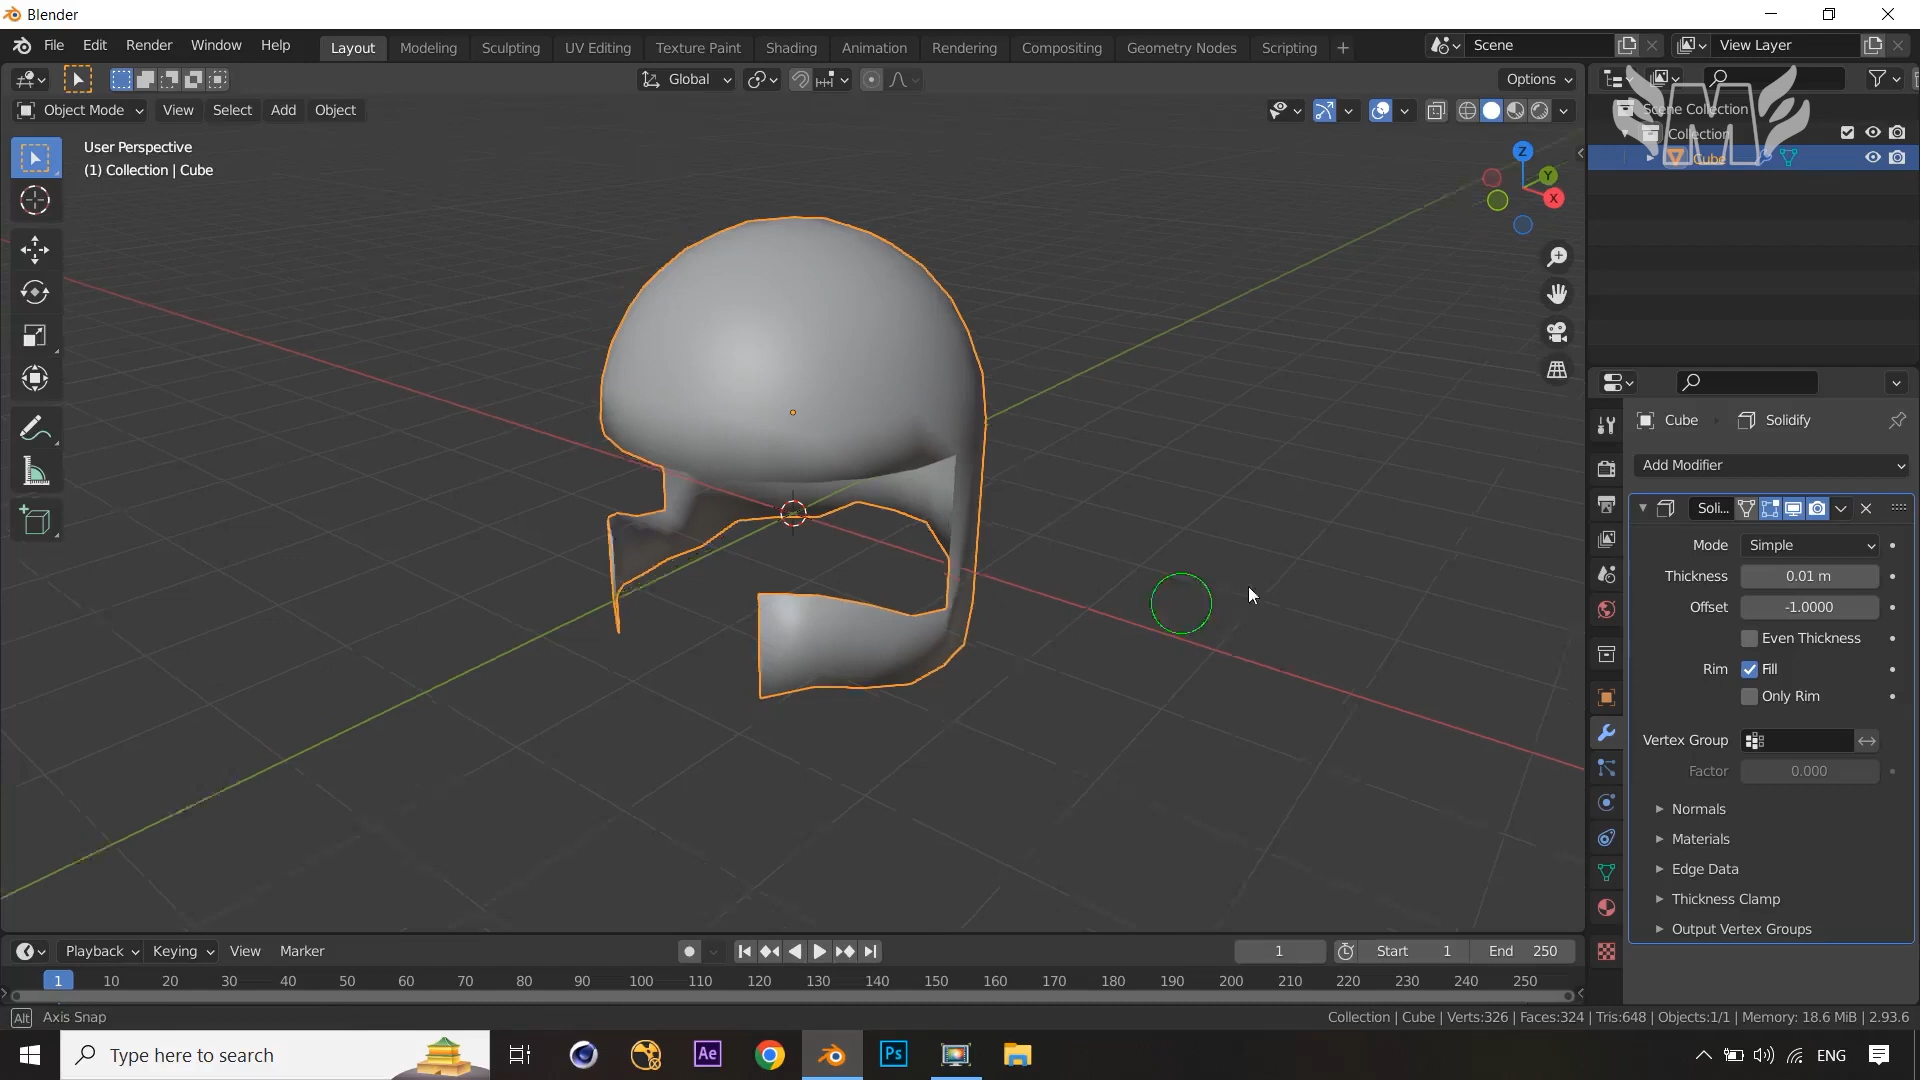 Blender
File Edit Render Window Help Layout Modeling Sculpting UV Editing Texture Paint Shading Animation Rendering Compositing Geometry Nodes Scripting + Scene View Layer
Global Options
Object Mode View Select Add Object
User Perspective
(1) Collection | Cube
Z
Y
X
Scene Collection
Collection
Cube
M
Cube Solidify
Add Modifier
Soli...
Mode Simple
Thickness 0.01 m
Offset -1.0000
Even Thickness
Rim Fill
Only Rim
Vertex Group
Factor 0.000
Normals
Materials
Edge Data
Thickness Clamp
Output Vertex Groups
Playback Keying View Marker 1 Start 1 End 250
1 10 20 30 40 50 60 70 80 90 100 110 120 130 140 150 160 170 180 190 200 210 220 230 240 250
Alt Axis Snap
Collection | Cube | Verts:326 | Faces:324 | Tris:648 | Objects:1/1 | Memory: 18.6 MiB | 2.93.6
Type here to search Ae Ps ENG